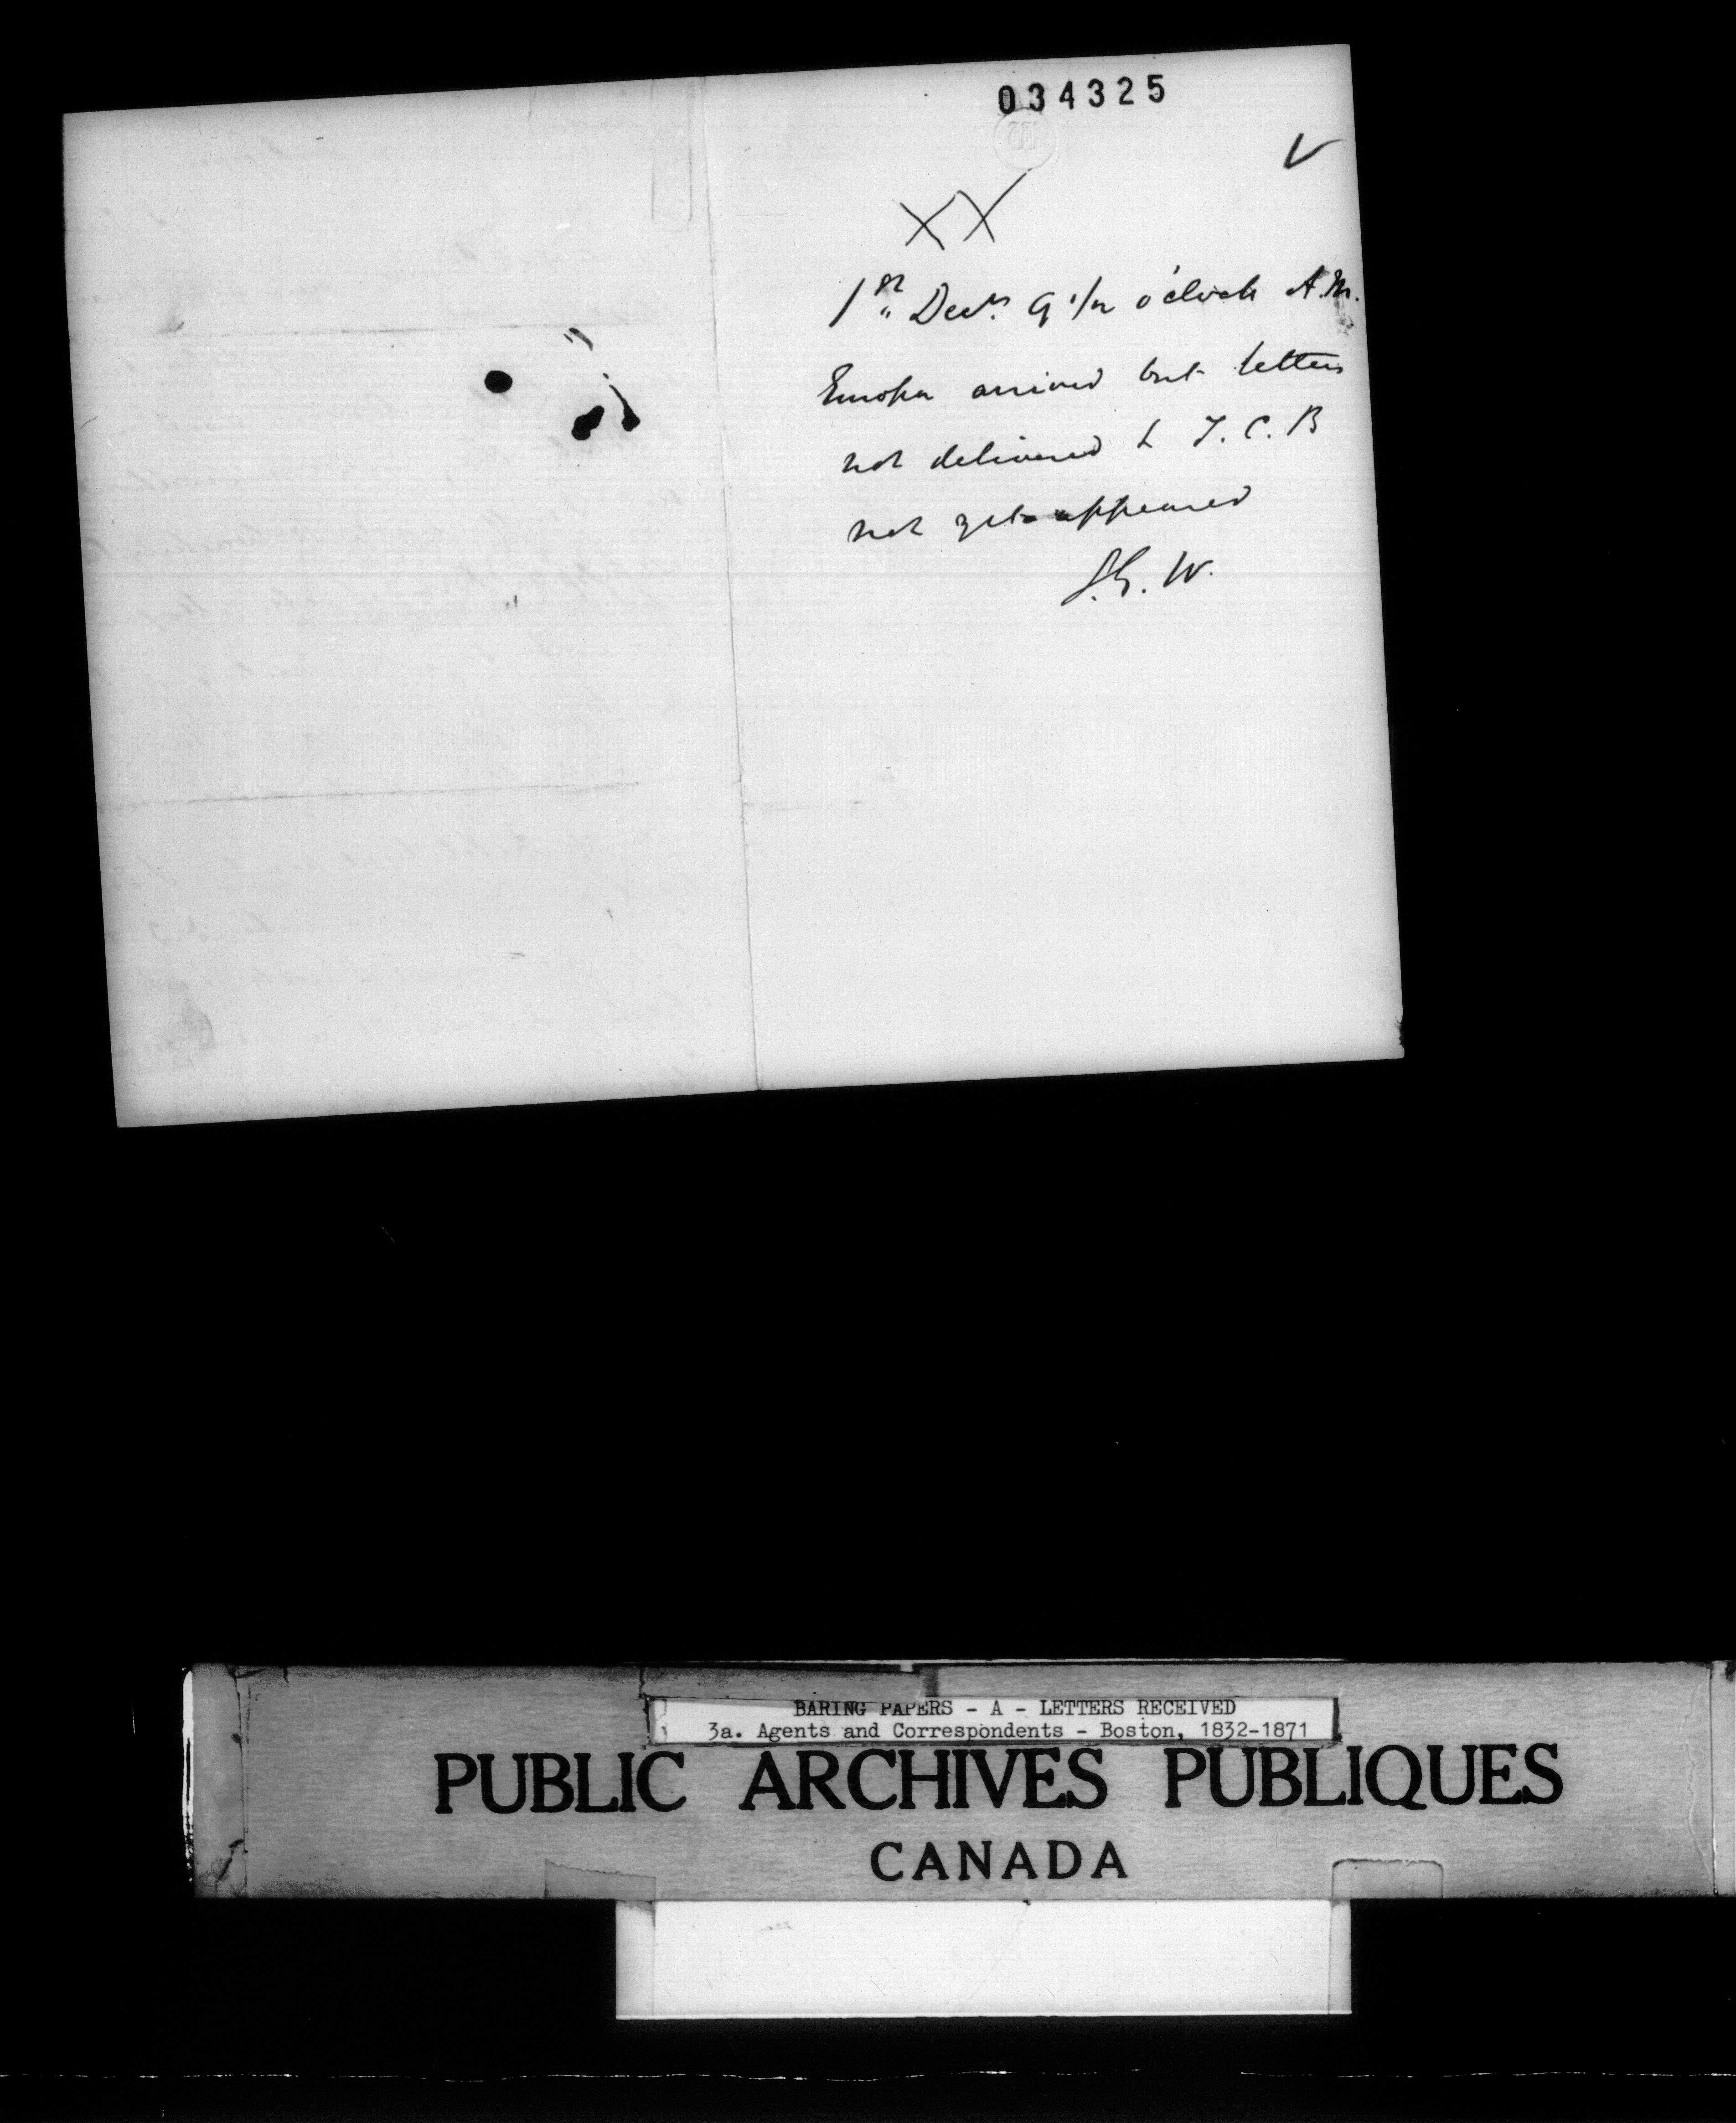 034325
XX
1st Decr. 9 1/2 o'clock A.M.
Europa arrived but letters
not delivered & T. C. B
not yet appeared
S. G. W.
BARING PAPERS - A - LETTERS RECEIVED
3a. Agents and Correspondents - Boston, 1832-1871
PUBLIC ARCHIVES PUBLIQUES
CANADA